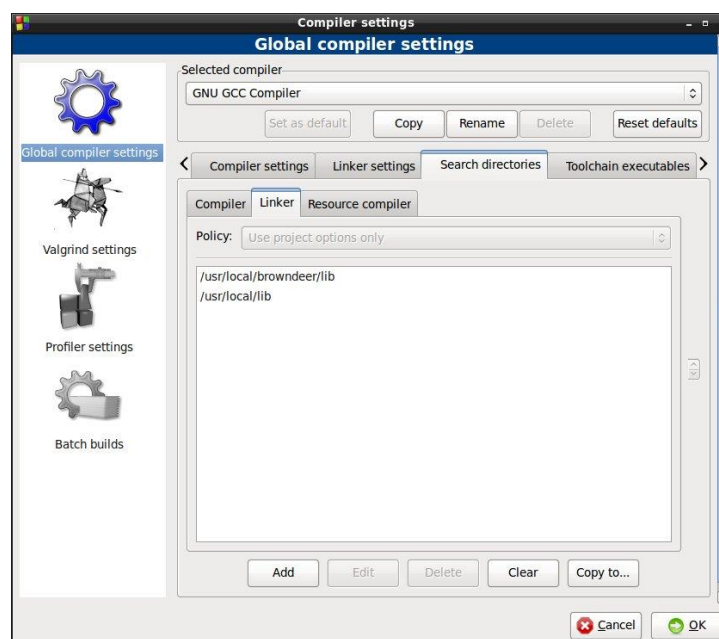 Compiler settings
Global compiler settings
Global compiler settings
Valgrind settings
Profiler settings
Batch builds
Selected compiler
GNU GCC Compiler
Set as default Copy Rename Delete Reset defaults
Compiler settings Linker settings Search directories Toolchain executables
Compiler Linker Resource compiler
Policy: Use project options only
/usr/local/browndeer/lib
/usr/local/lib
Add Edit Delete Clear Copy to...
Cancel OK